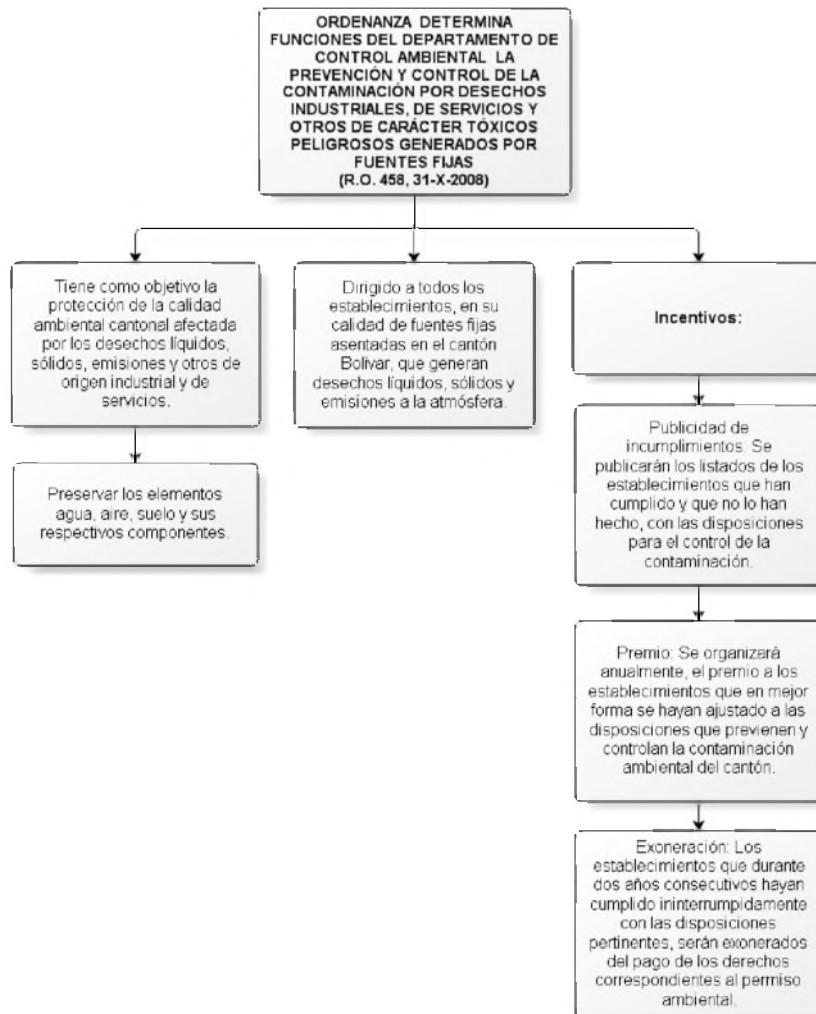 ORDENANZA DETERMINA
FUNCIONES DEL DEPARTAMENTO DE
CONTROL AMBIENTAL LA
PREVENCIÓN Y CONTROL DE LA
CONTAMINACIÓN POR DESECHOS
INDUSTRIALES, DE SERVICIOS Y
OTROS DE CARÁCTER TÓXICOS
PELIGROSOS GENERADOS POR
FUENTES FIJAS
(R.O. 458, 31-X-2008)
Tiene como objetivo la
protección de la calidad
ambiental cantonal afectada
por los desechos líquidos,
sólidos, emisiones y otros de
origen industrial y de
servicios.
Preservar los elementos
agua, aire, suelo y sus
respectivos componentes.
Dirigido a todos los
establecimientos, en su
calidad de fuentes fijas
asentadas en el cantón
Bolívar, que generan
desechos líquidos, sólidos y
emisiones a la atmósfera.
Incentivos:
Publicidad de
incumplimientos: Se
publicarán los listados de los
establecimientos que han
cumplido y que no lo han
hecho, con las disposiciones
para el control de la
contaminación.
Premio: Se organizará
anualmente, el premio a los
establecimientos que en mejor
forma se hayan ajustado a las
disposiciones que previenen y
controlan la contaminación
ambiental del cantón.
Exoneración: Los
establecimientos que durante
dos años consecutivos hayan
cumplido ininterrumpidamente
con las disposiciones
pertinentes, serán exonerados
del pago de los derechos
correspondientes al permiso
ambiental.